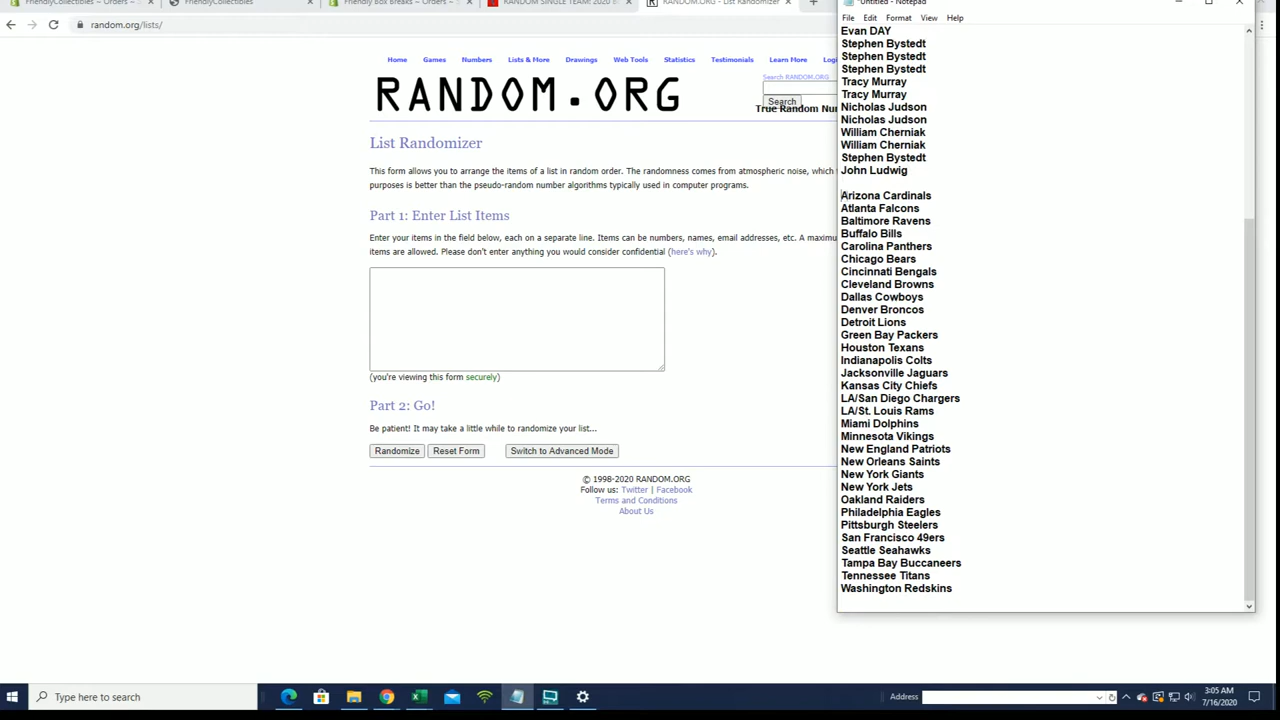 FriendlyCollectibles – Orders –
FriendlyCollectibles
Friendly Box Breaks – Orders –
RANDOM SINGLE TEAM: 2020
RANDOM.ORG - List Randomizer
random.org/lists/
Home Games Numbers Lists & More Drawings Web Tools Statistics Testimonials Learn More
Search RANDOM.ORG
RANDOM.ORG
Search
True Random
List Randomizer
This form allows you to arrange the items of a list in random order. The randomness comes from atmospheric noise, which
purposes is better than the pseudo-random number algorithms typically used in computer programs.
Part 1: Enter List Items
Enter your items in the field below, each on a separate line. Items can be numbers, names, email addresses, etc. A
items are allowed. Please don't enter anything you would consider confidential (here's why).
(you're viewing this form securely)
Part 2: Go!
Be patient! It may take a little while to randomize your list...
Randomize Reset Form Switch to Advanced Mode
© 1998-2020 RANDOM.ORG
Follow us: Twitter | Facebook
Terms and Conditions
About Us
*Untitled - Notepad
File Edit Format View Help
Evan DAY
Stephen Bystedt
Stephen Bystedt
Stephen Bystedt
Tracy Murray
Tracy Murray
Nicholas Judson
Nicholas Judson
William Cherniak
William Cherniak
Stephen Bystedt
John Ludwig
Arizona Cardinals
Atlanta Falcons
Baltimore Ravens
Buffalo Bills
Carolina Panthers
Chicago Bears
Cincinnati Bengals
Cleveland Browns
Dallas Cowboys
Denver Broncos
Detroit Lions
Green Bay Packers
Houston Texans
Indianapolis Colts
Jacksonville Jaguars
Kansas City Chiefs
LA/San Diego Chargers
LA/St. Louis Rams
Miami Dolphins
Minnesota Vikings
New England Patriots
New Orleans Saints
New York Giants
New York Jets
Oakland Raiders
Philadelphia Eagles
Pittsburgh Steelers
San Francisco 49ers
Seattle Seahawks
Tampa Bay Buccaneers
Tennessee Titans
Washington Redskins
Type here to search
Address
3:05 AM
7/16/2020